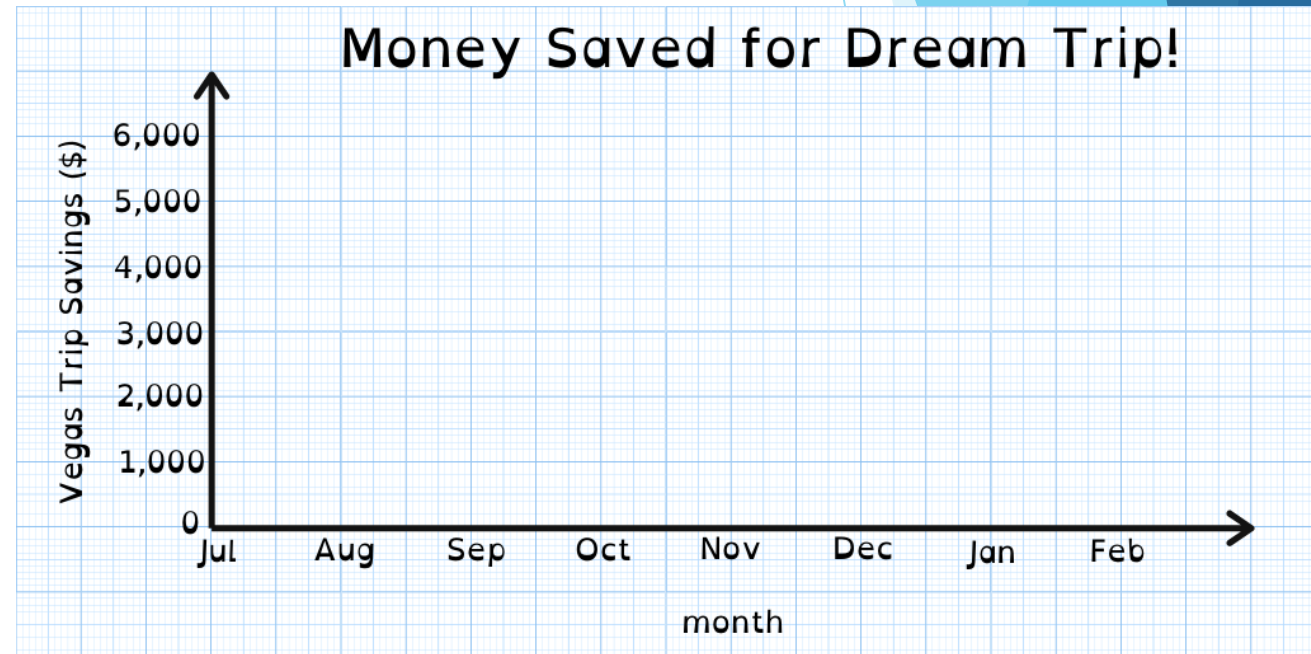 Money Saved for Dream Trip!
Vegas Trip Savings ($)
6,000
5,000
4,000
3,000
2,000
1,000
0
Jul Aug Sep Oct Nov Dec Jan Feb
month